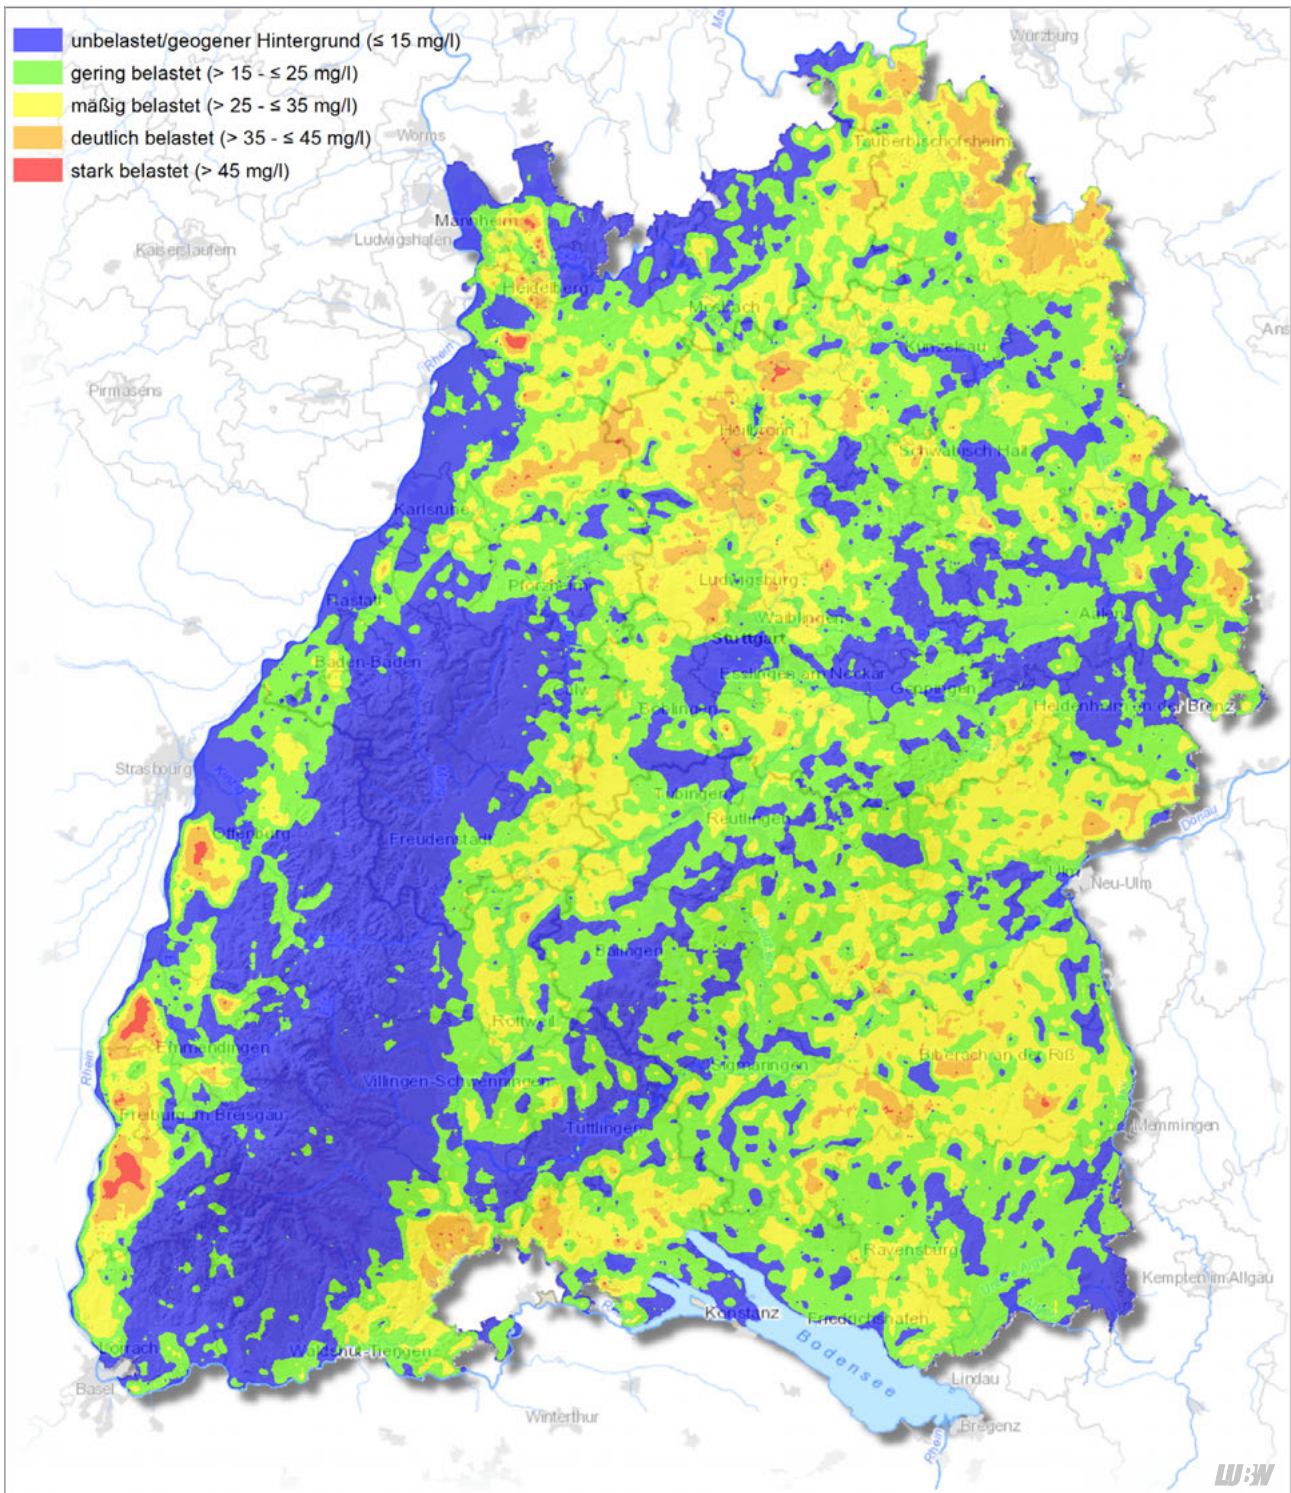 unbelastet/geogener Hintergrund (≤ 15 mg/l)
gering belastet (> 15 - ≤ 25 mg/l)
mäßig belastet (> 25 - ≤ 35 mg/l)
deutlich belastet (> 35 - ≤ 45 mg/l)
stark belastet (> 45 mg/l)
Würzburg
Worms
Tauberbischofsheim
Mannheim
Ludwigshafen
Kaiserslautern
Heidelberg
Mosbach
Ans
Künzelsau
Rhein
Pirmasens
Heilbronn
Schwäbisch Hall
Karlsruhe
Pforzheim
Ludwigsburg
Rastatt
Waiblingen
Aalen
Stuttgart
Baden-Baden
Esslingen am Neckar
Göppingen
Calw
Böblingen
Heidenheim an der Brenz
Strasbourg
Tübingen
Reutlingen
Donau
Offenburg
Freudenstadt
Ulm
Neu-Ulm
Balingen
Rottweil
Emmendingen
Biberach an der Riß
Rhein
Sigmaringen
Villingen-Schwenningen
Freiburg im Breisgau
Tuttlingen
Memmingen
Ravensburg
Kempten im Allgäu
Konstanz
Friedrichshafen
Bodensee
Lörrach
Waldshut-Tiengen
Basel
Lindau
Winterthur
Bregenz
Rhein
LUBW